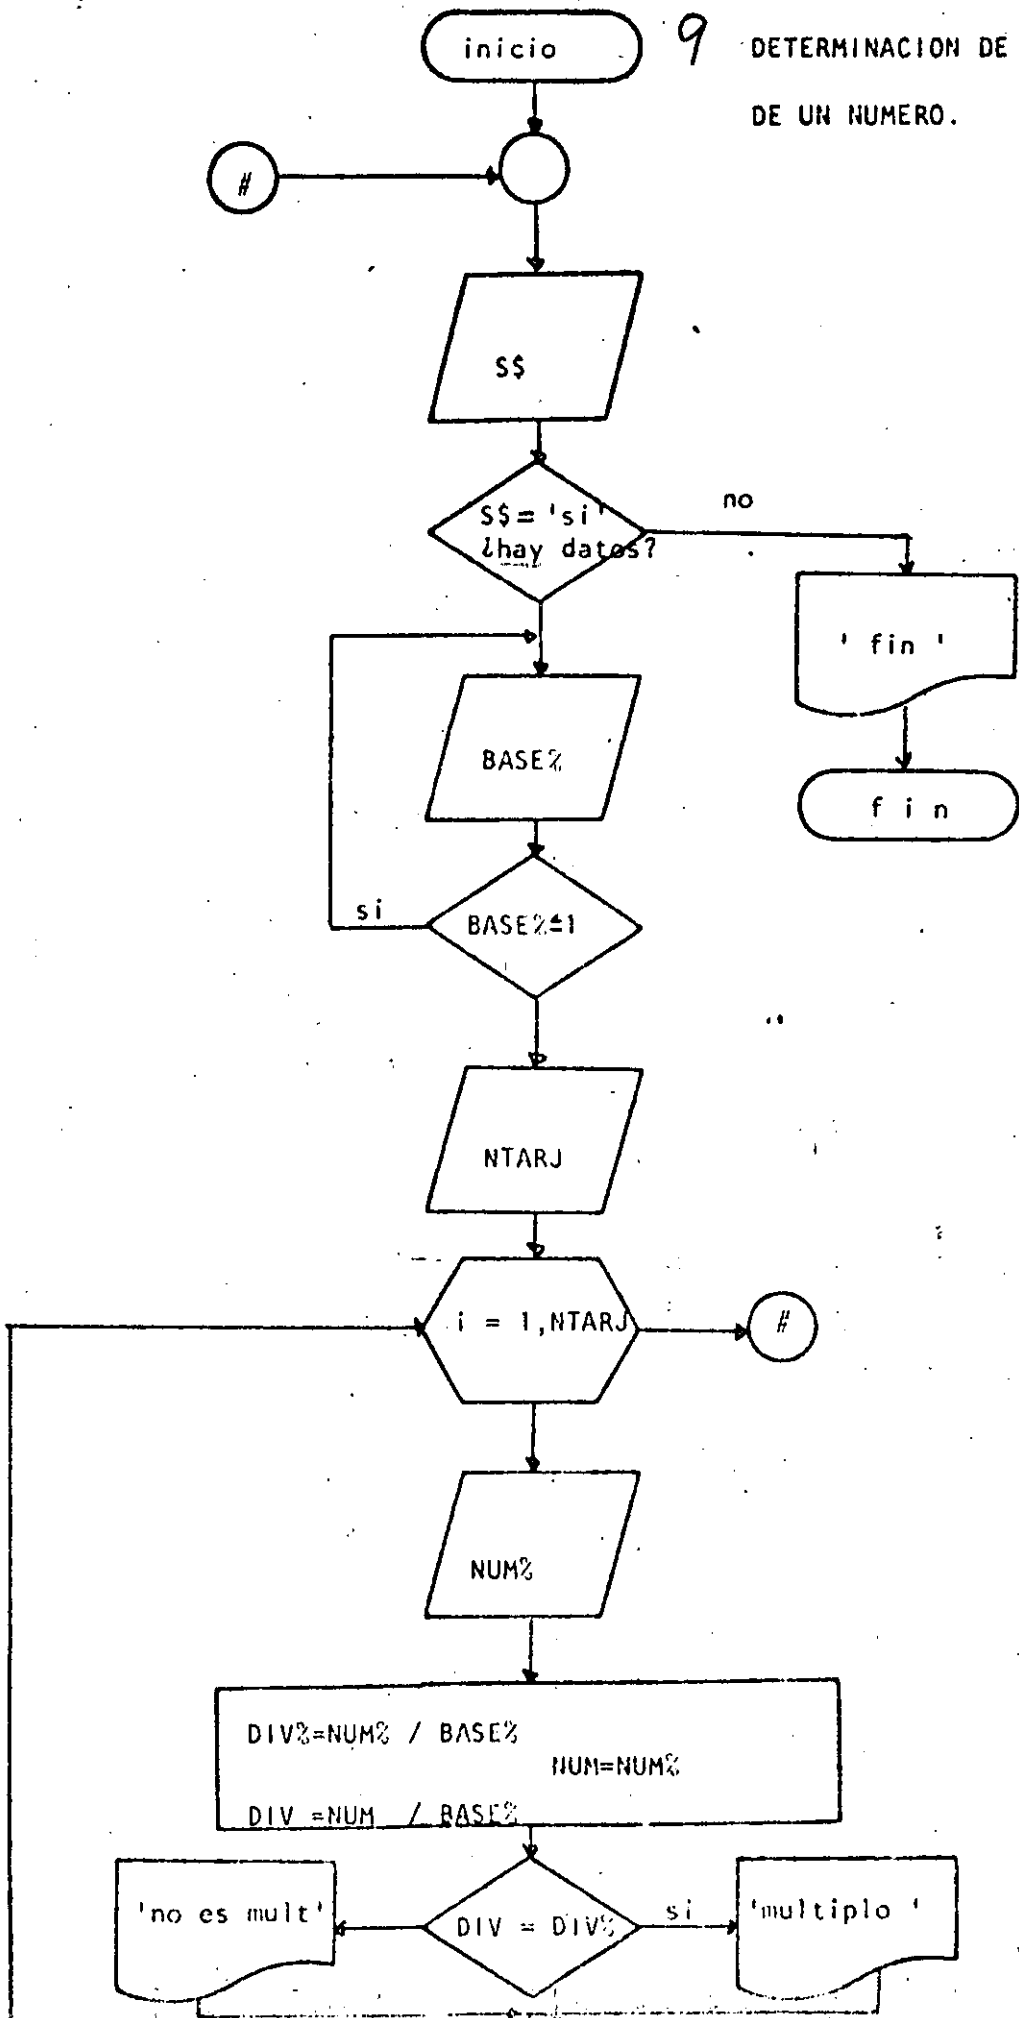 inicio
9 DETERMINACION DE
DE UN NUMERO.
#
S$
S$= 'si'
¿hay datos?
no
' fin '
f i n
BASE%
si
BASE%≤1
NTARJ
i = 1,NTARJ
#
NUM%
DIV%=NUM% / BASE%
NUM=NUM%
DIV =NUM / BASE%
'no es mult'
DIV = DIV%
si
'multiplo '